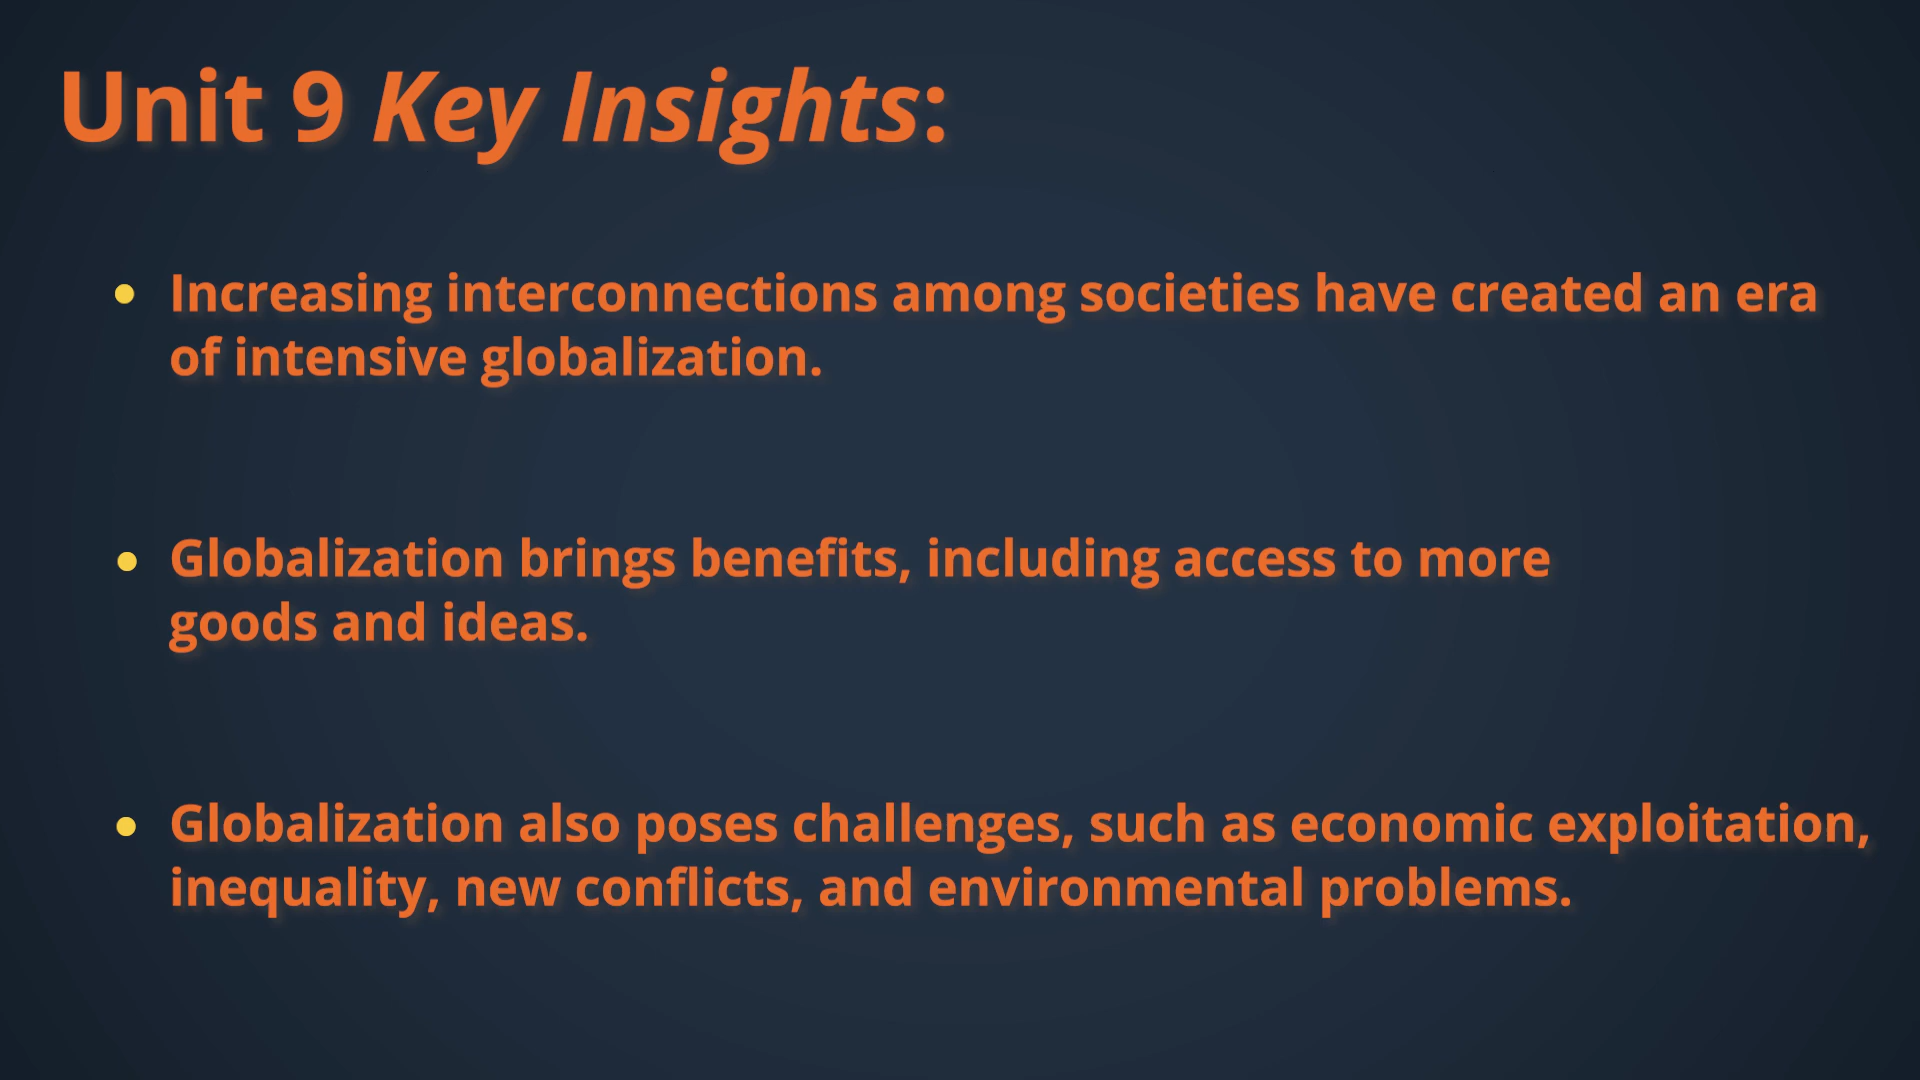 Unit 9 Key Insights:
• Increasing interconnections among societies have created an era
of intensive globalization.
• Globalization brings benefits, including access to more
goods and ideas.
• Globalization also poses challenges, such as economic exploitation,
inequality, new conflicts, and environmental problems.